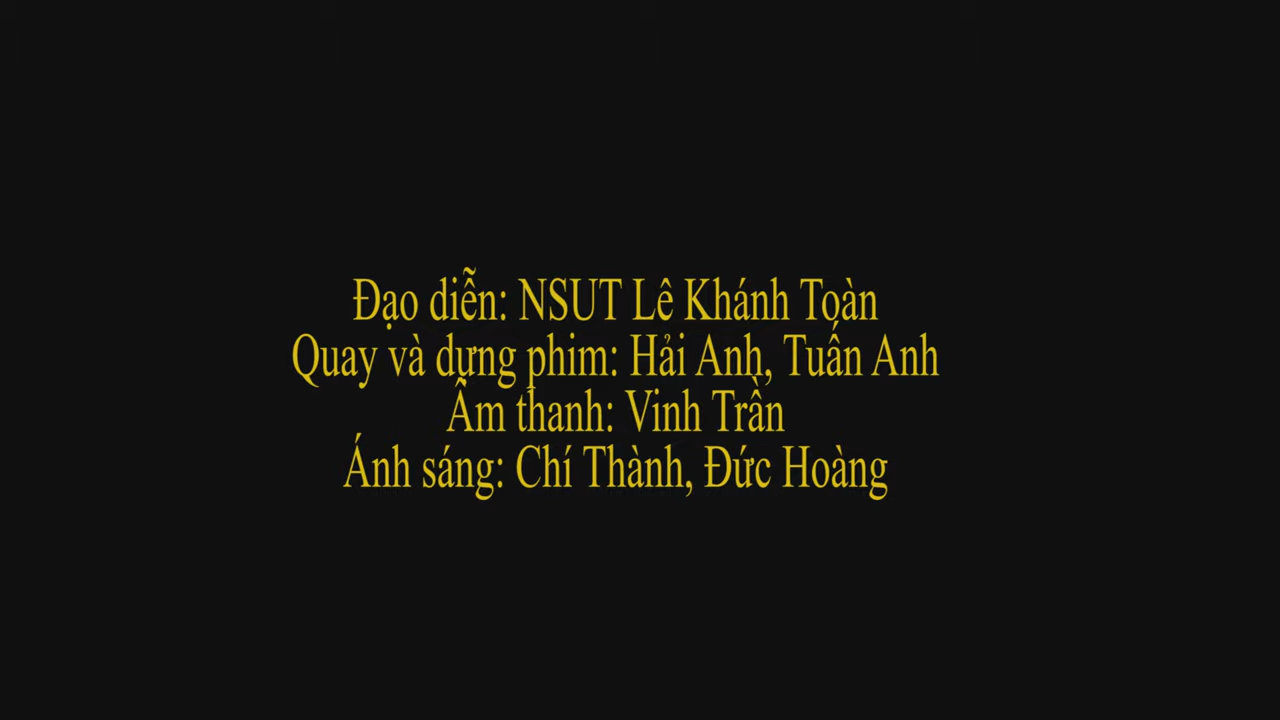 Đạo diễn: NSUT Lê Khánh Toàn
Quay và dựng phim: Hải Anh, Tuấn Anh
Âm thanh: Vinh Trần
Ánh sáng: Chí Thành, Đức Hoàng